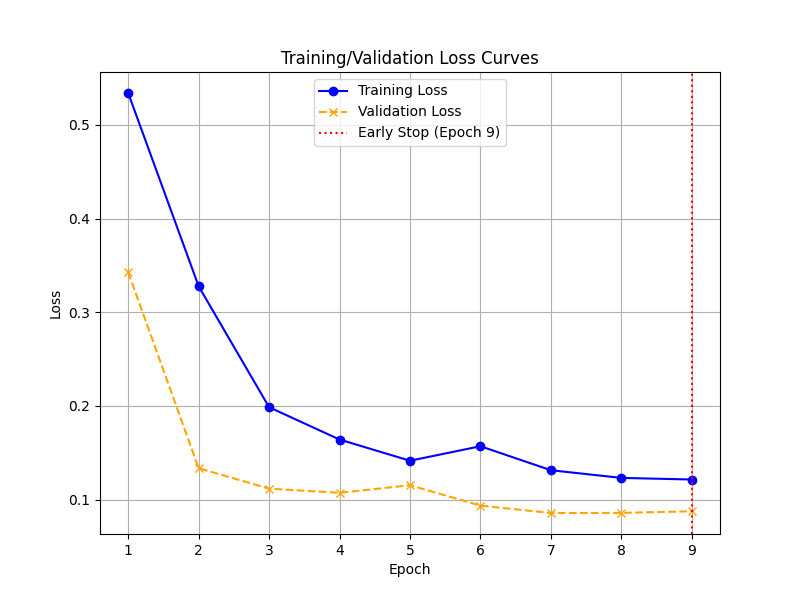 Training/Validation Loss Curves
Training Loss
Validation Loss
Early Stop (Epoch 9)
Loss
0.5
0.4
0.3
0.2
0.1
1 2 3 4 5 6 7 8 9
Epoch